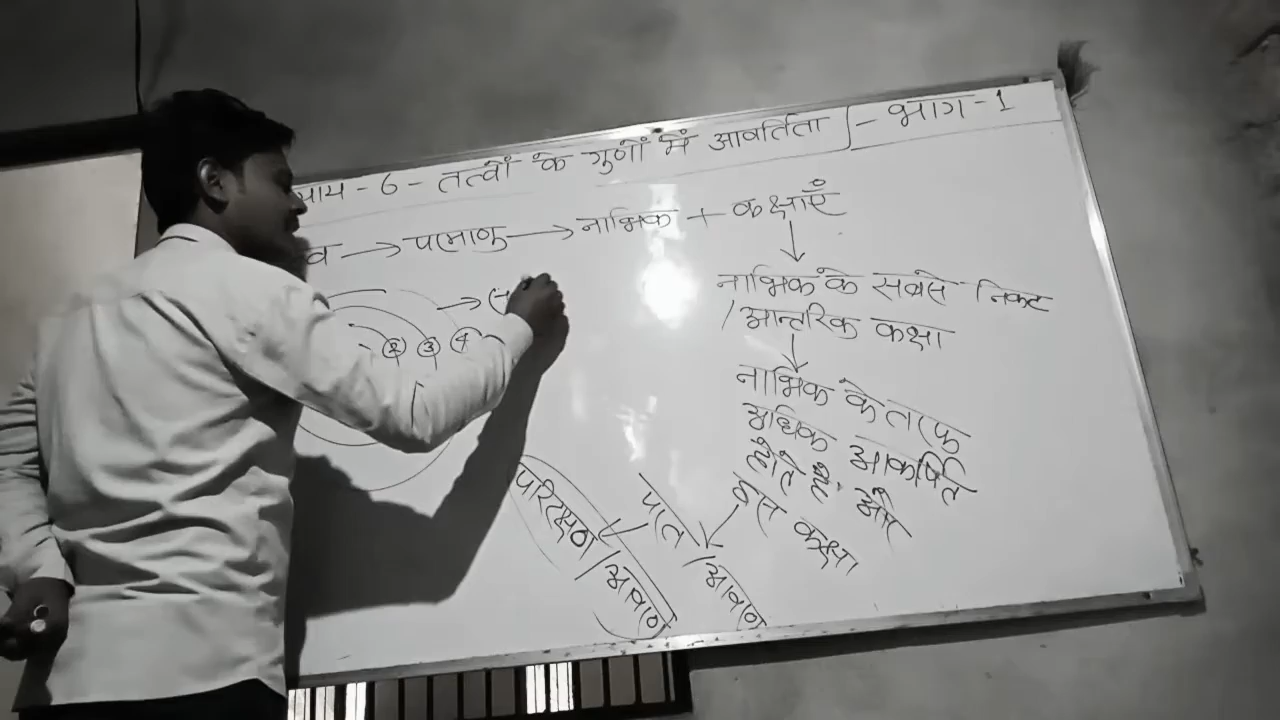 याय - 6 - तत्वों के गुणों में आवर्तिता - भाग - 1
व → परमाणु → नाभिक + कक्षाएँ
नाभिक के सबसे निकट
/आन्तरिक कक्षा
नाभिक के तरफ
अधिक आकर्षित
होते हैं और
इस कक्षा
2 3 4
परिरक्षण /आवरण
परत /आवरण